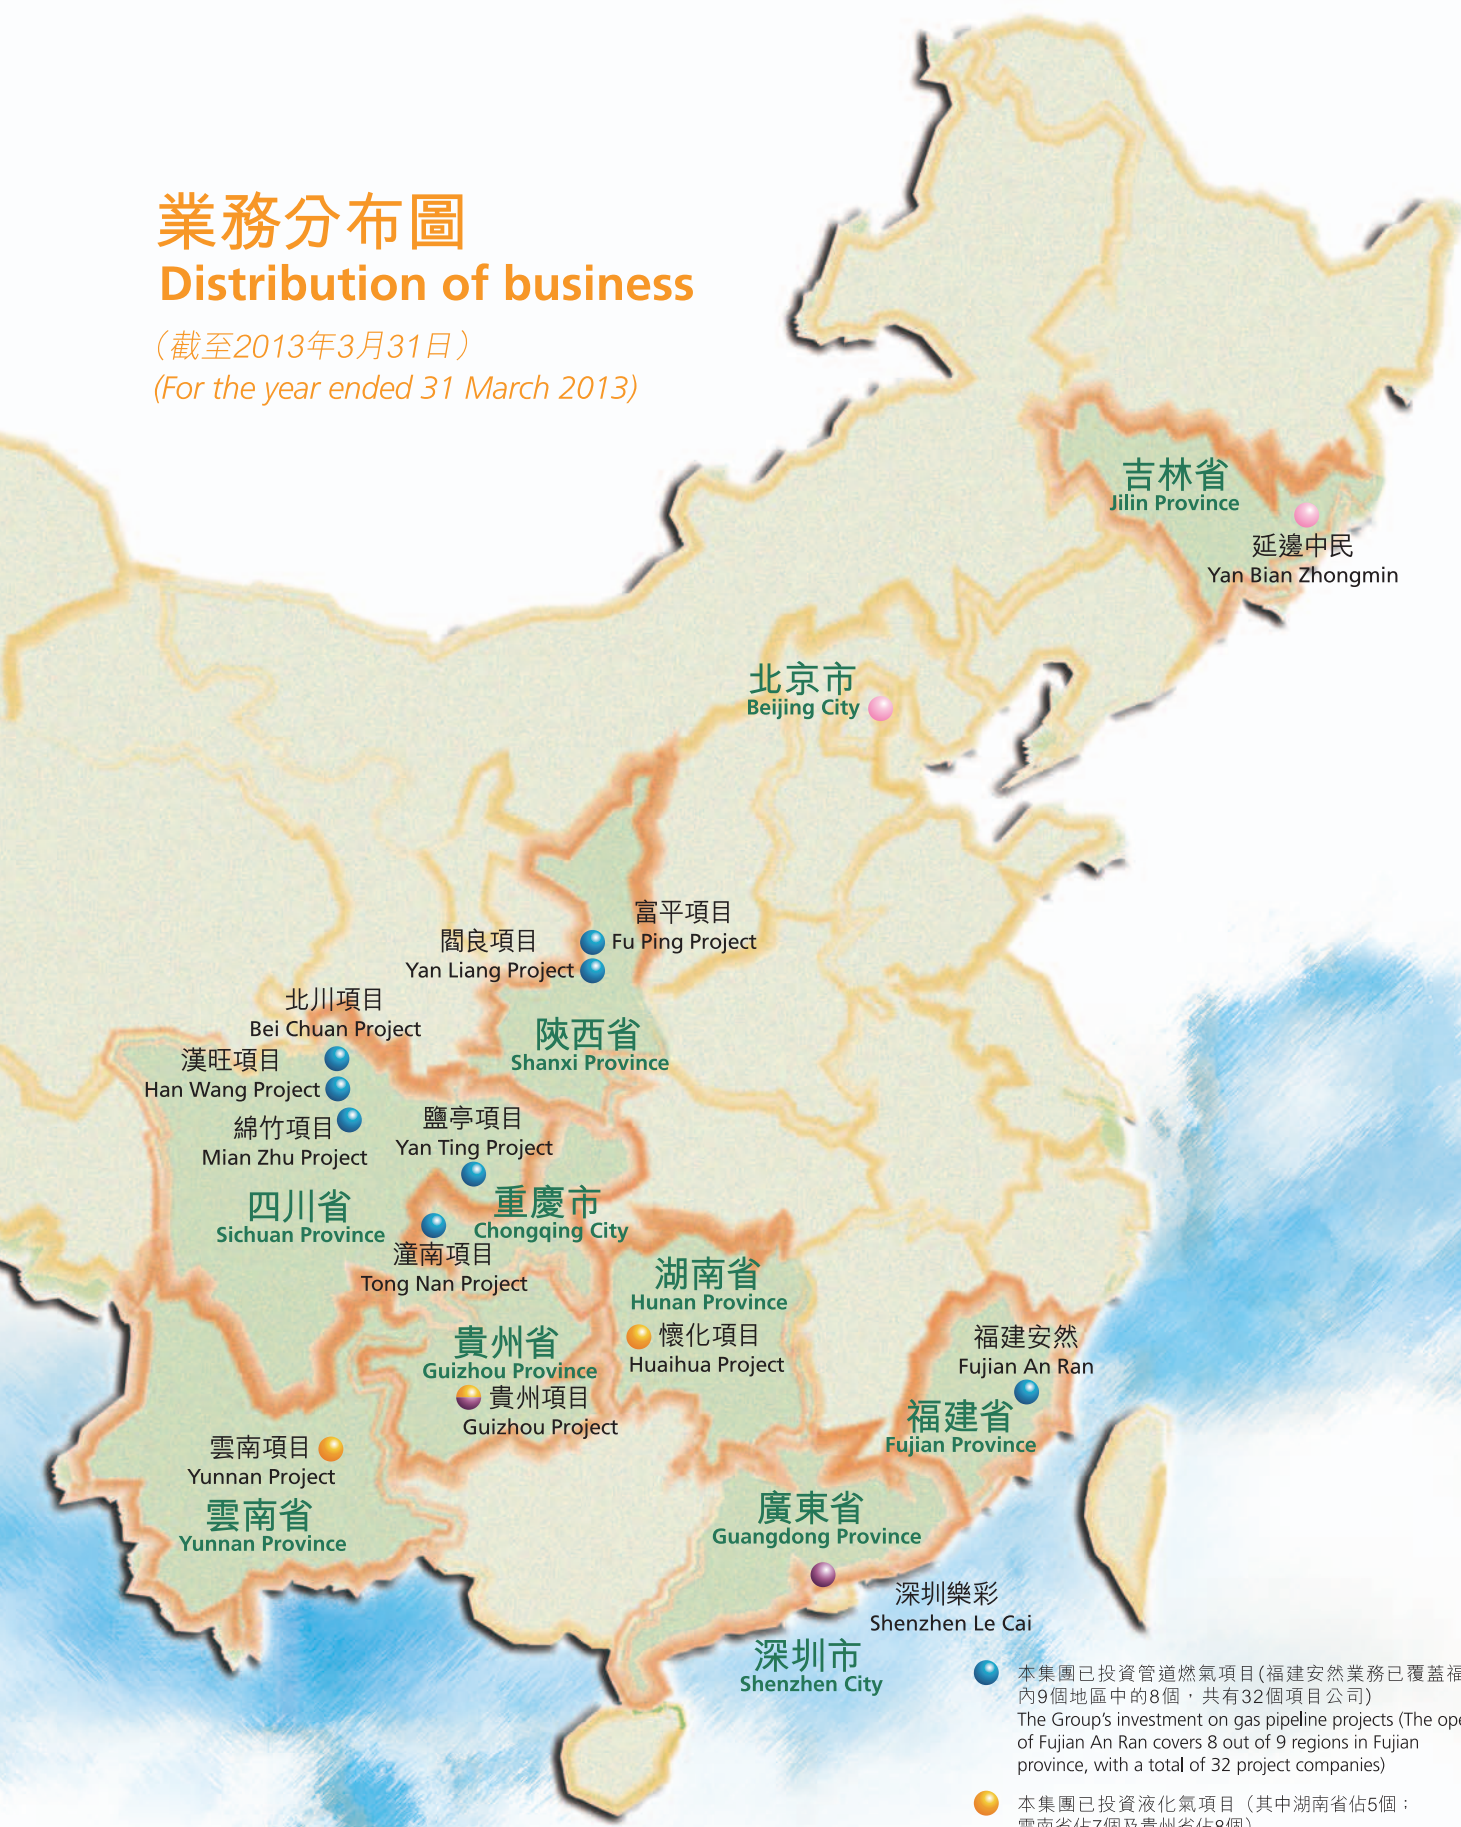 業務分布圖
Distribution of business
（截至2013年3月31日）
(For the year ended 31 March 2013)
吉林省
Jilin Province
延邊中民
Yan Bian Zhongmin
北京市
Beijing City
富平項目
Fu Ping Project
閻良項目
Yan Liang Project
北川項目
Bei Chuan Project
陝西省
Shanxi Province
漢旺項目
Han Wang Project
綿竹項目
Mian Zhu Project
鹽亭項目
Yan Ting Project
四川省
Sichuan Province
重慶市
Chongqing City
潼南項目
Tong Nan Project
湖南省
Hunan Province
懷化項目
Huaihua Project
貴州省
Guizhou Province
貴州項目
Guizhou Project
福建安然
Fujian An Ran
福建省
Fujian Province
雲南項目
Yunnan Project
雲南省
Yunnan Province
廣東省
Guangdong Province
深圳樂彩
Shenzhen Le Cai
深圳市
Shenzhen City
本集團已投資管道燃氣項目(福建安然業務已覆蓋福
內9個地區中的8個，共有32個項目公司)
The Group's investment on gas pipeline projects (The ope
of Fujian An Ran covers 8 out of 9 regions in Fujian
province, with a total of 32 project companies)
本集團已投資液化氣項目（其中湖南省佔5個；
雲南省佔7個及貴州省佔8個）